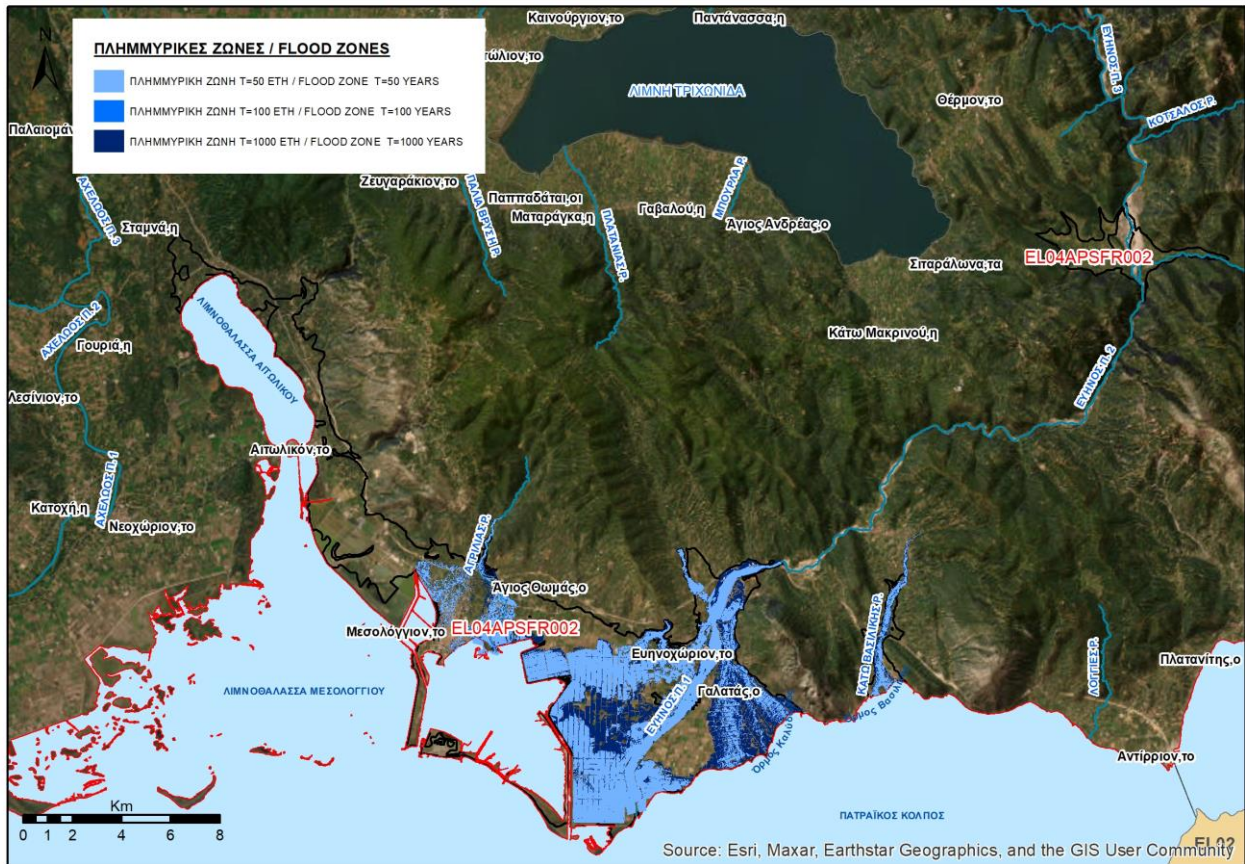 Καινούργιον,το
Παντάνασσα,η
N
ΠΛΗΜΜΥΡΙΚΕΣ ΖΩΝΕΣ / FLOOD ZONES
ΠΛΗΜΜΥΡΙΚΗ ΖΩΝΗ T=50 ΕΤΗ / FLOOD ZONE T=50 YEARS
ΠΛΗΜΜΥΡΙΚΗ ΖΩΝΗ T=100 ΕΤΗ / FLOOD ZONE T=100 YEARS
ΠΛΗΜΜΥΡΙΚΗ ΖΩΝΗ T=1000 ΕΤΗ / FLOOD ZONE T=1000 YEARS
ΕΥΗΝΟΣ Π. 3
ΛΙΜΝΗ ΤΡΙΧΩΝΙΔΑ
Θέρμον,το
ΚΟΤΣΑΛΟΣ Ρ.
Ζευγαράκιον,το
ΠΑΛΙΑ ΒΡΥΣΗ Ρ.
Παππαδάται,οι
Ματαράγκα,η
ΠΛΑΤΑΝΙΑΣ Ρ.
Γαβαλού,η
ΜΠΟΥΡΛΑ Ρ.
Άγιος Ανδρέας,ο
ΑΧΕΛΩΟΣ Π. 3
Σταμνά,η
Σιταράλωνα,τα
EL04APSFR002
ΛΙΜΝΟΘΑΛΑΣΣΑ ΑΙΤΩΛΙΚΟΥ
ΑΧΕΛΩΟΣ Π. 2
Γουριά,η
Κάτω Μακρινού,η
ΕΥΗΝΟΣ Π. 2
Λεσίνιον,το
Αιτωλικόν,το
ΑΧΕΛΩΟΣ Π. 1
Κατοχή,η
Νεοχώριον,το
ΑΓΡΙΛΙΑΣ Ρ.
Άγιος Θωμάς,ο
Μεσολόγγιον,το
EL04APSFR002
Ευηνοχώριον,το
ΚΑΤΩ ΒΑΣΙΛΙΚΗΣ Ρ.
ΛΟΓΓΙΕΣ Ρ.
Πλατανίτης,ο
ΛΙΜΝΟΘΑΛΑΣΣΑ ΜΕΣΟΛΟΓΓΙΟΥ
ΕΥΗΝΟΣ Π. 1
Γαλατάς,ο
Αντίρριον,το
Km
0 1 2 4 6 8
ΠΑΤΡΑΪΚΟΣ ΚΟΛΠΟΣ
EL02
Source: Esri, Maxar, Earthstar Geographics, and the GIS User Community